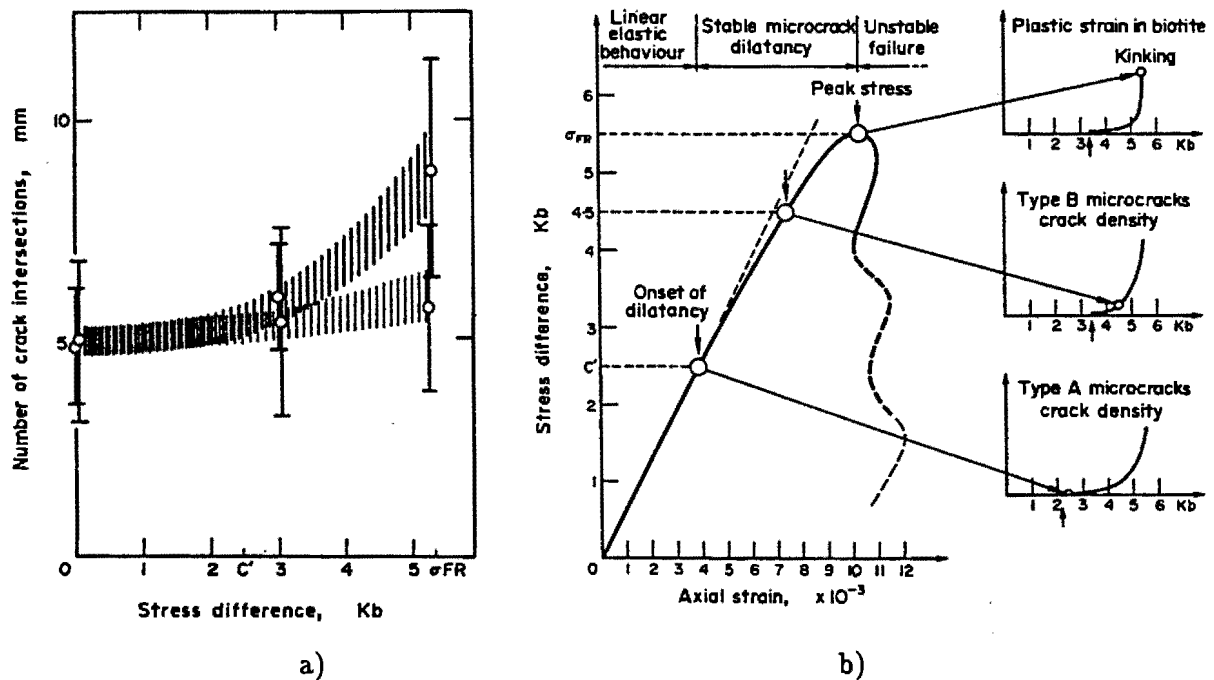 Number of crack intersections, mm
10
5
0 1 2 C' 3 4 5 σFR
Stress difference, Kb
a)
Linear elastic behaviour
Stable microcrack dilatancy
Unstable failure
Peak stress
Onset of dilatancy
Stress difference, Kb
6
σFR
5
4·5
4
3
C'
2
1
0 1 2 3 4 5 6 7 8 9 10 11 12
Axial strain, x10⁻³
Plastic strain in biotite
Kinking
1 2 3 4 5 6 Kb
Type B microcracks
crack density
1 2 3 4 5 6 Kb
Type A microcracks
crack density
1 2 3 4 5 6 Kb
b)